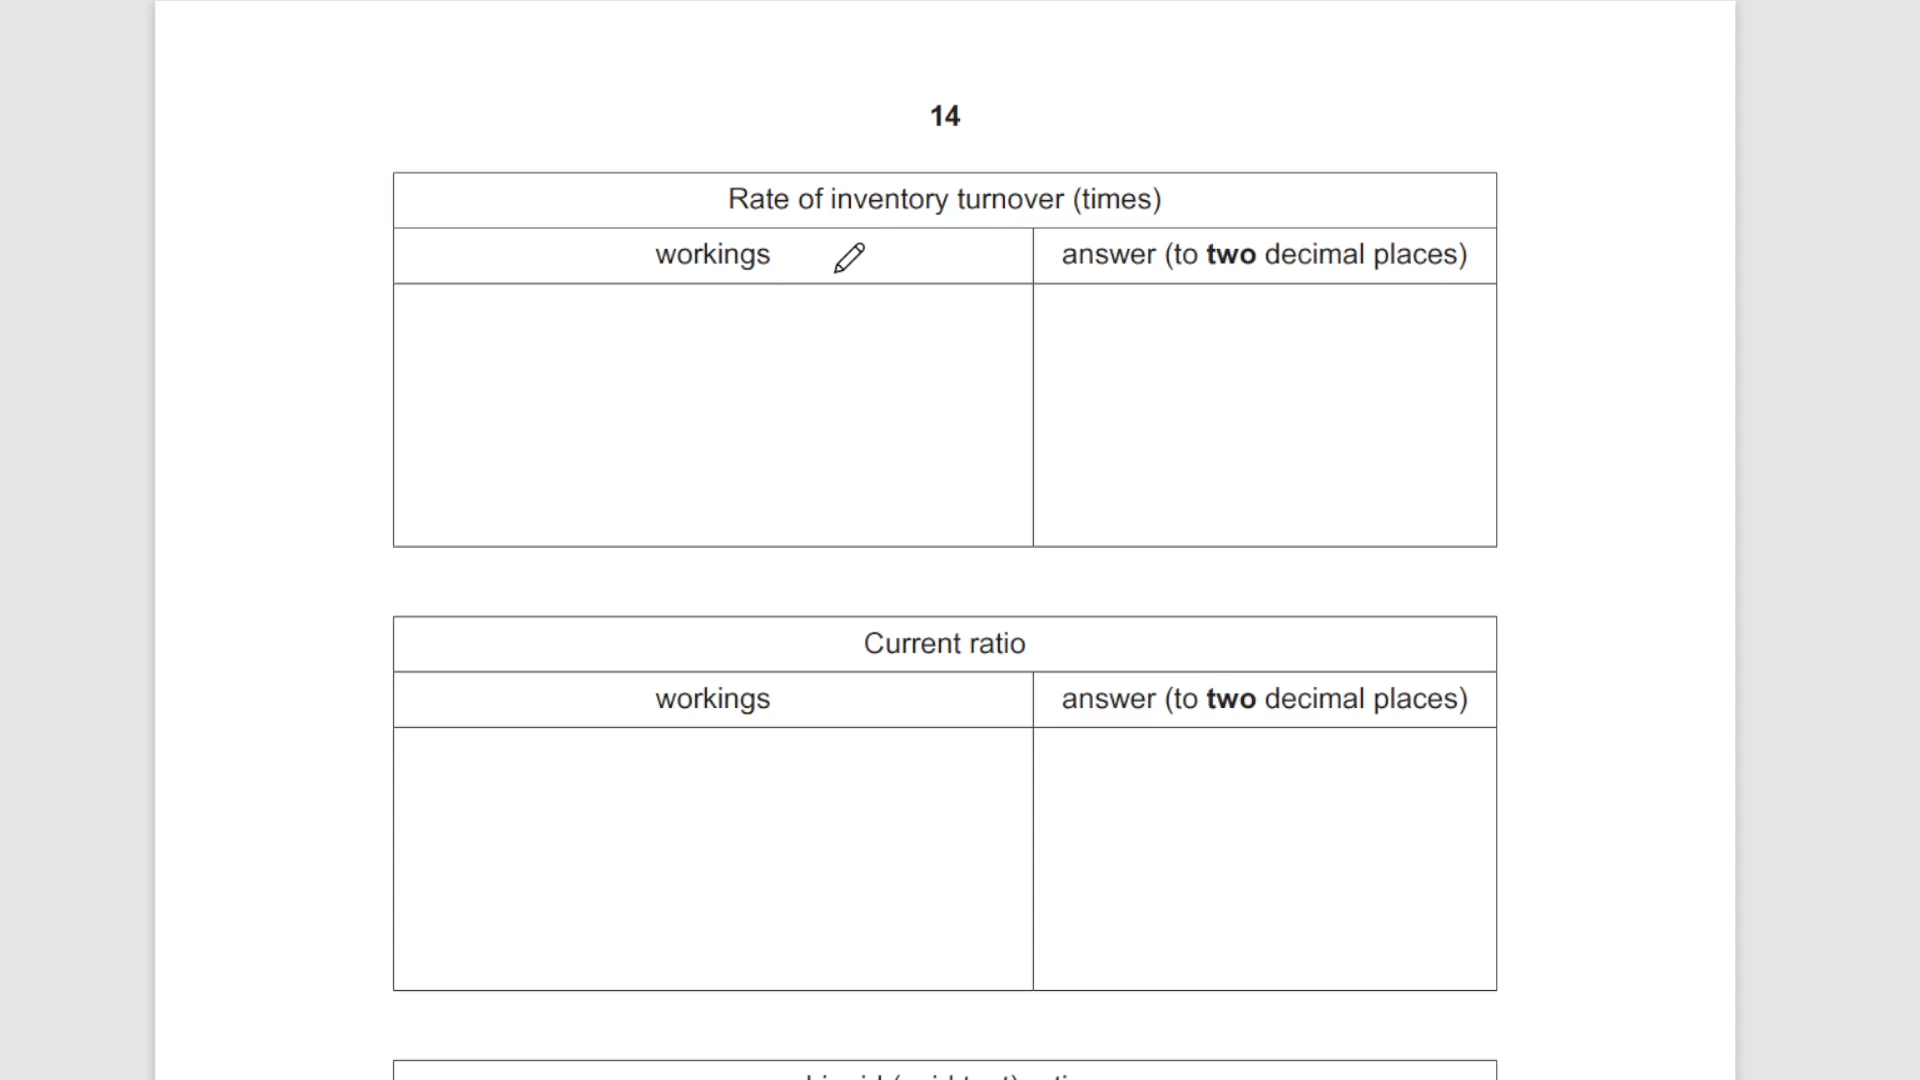 14
Rate of inventory turnover (times)
workings answer (to two decimal places)
Current ratio
workings answer (to two decimal places)